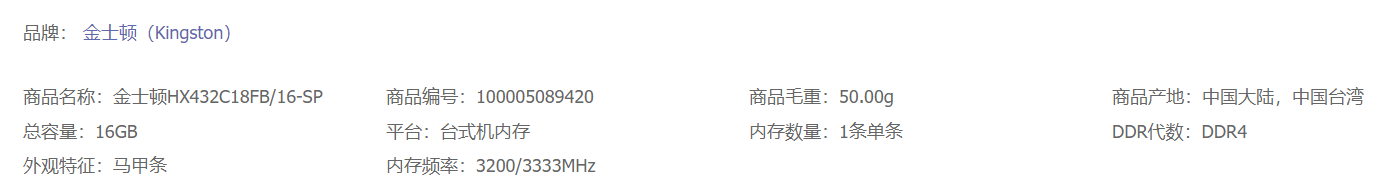 品牌： 金士顿（Kingston）
商品名称：金士顿HX432C18FB/16-SP 商品编号：100005089420 商品毛重：50.00g 商品产地：中国大陆，中国台湾
总容量：16GB 平台：台式机内存 内存数量：1条单条 DDR代数：DDR4
外观特征：马甲条 内存频率：3200/3333MHz